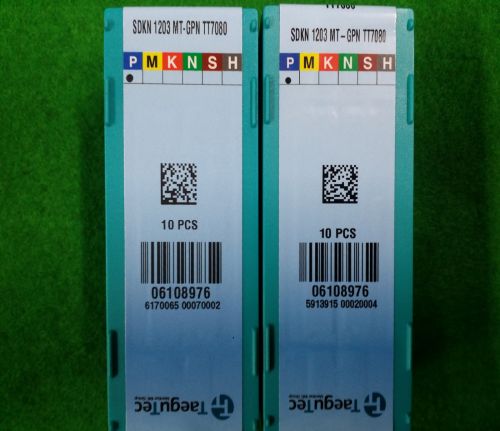 SDKN 1203 MT-GPN TT7080
P M K N S H
10 PCS
06108976
6170065 00070002
TaeguTec
TT7080
SDKN 1203 MT-GPN TT7080
P M K N S H
10 PCS
06108976
5913915 00020004
TaeguTec